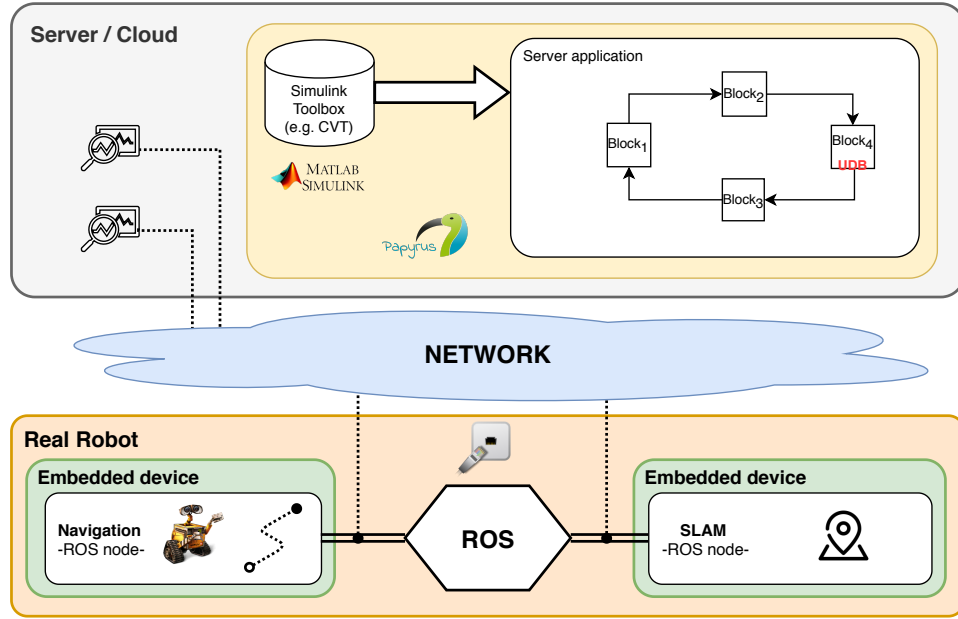 Server / Cloud
Simulink
Toolbox
(e.g. CVT)
MATLAB
SIMULINK
Papyrus
Server application
Block1
Block2
Block4
UDB
Block3
NETWORK
Real Robot
Embedded device
Navigation
-ROS node-
ROS
Embedded device
SLAM
-ROS node-